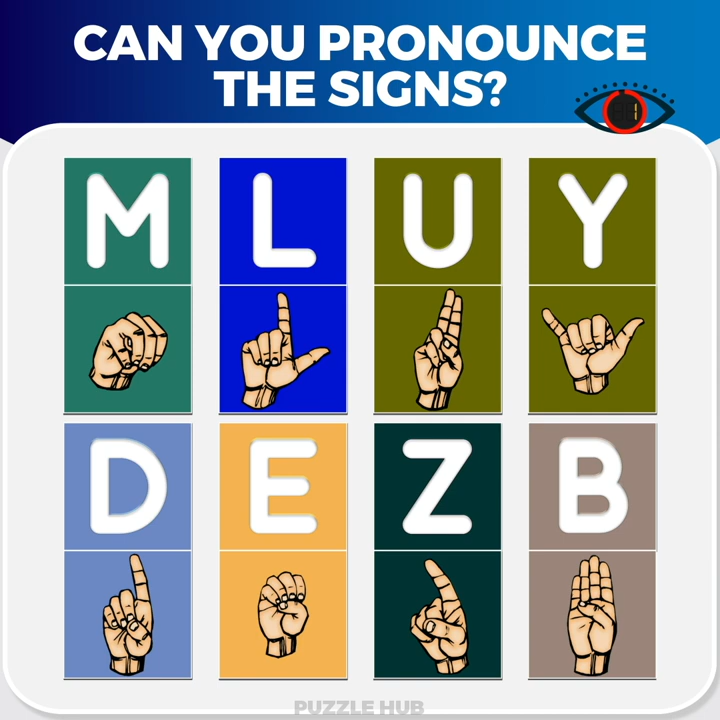 CAN YOU PRONOUNCE
THE SIGNS?
M L U Y
D E Z B
PUZZLE HUB